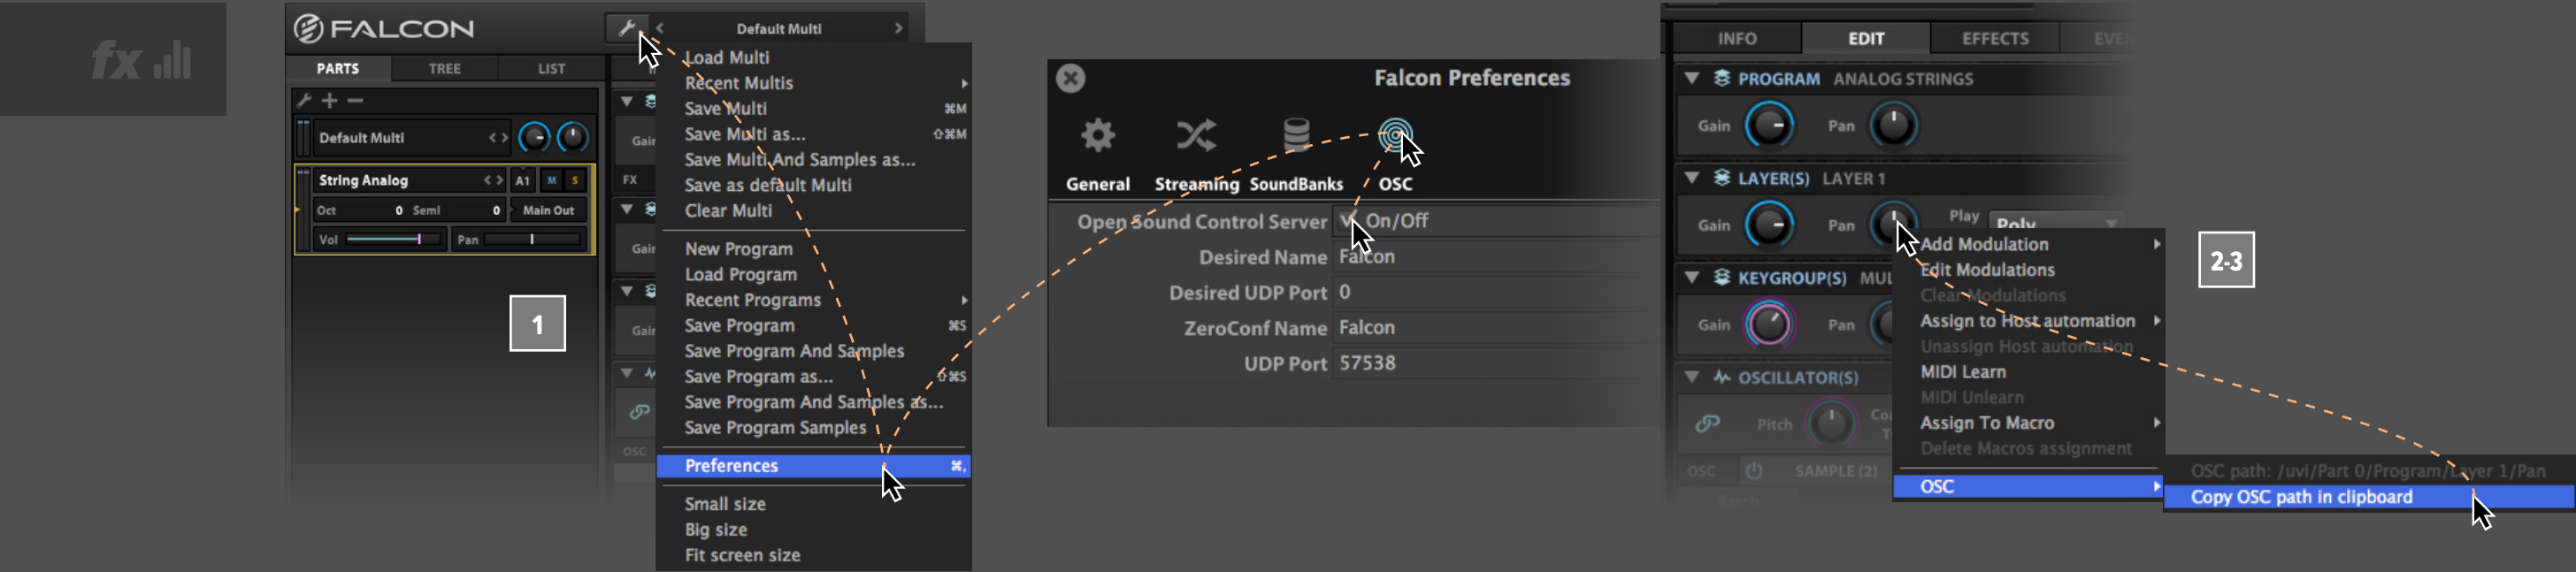 fx
FALCON
Default Multi
PARTS
TREE
LIST
Default Multi
String Analog
A1
M
S
Oct
0
Semi
0
Main Out
Vol
Pan
1
Gain
FX
OSC
Load Multi
Recent Multis
Save Multi ⌘M
Save Multi as... ⇧⌘M
Save Multi And Samples as...
Save as default Multi
Clear Multi
New Program
Load Program
Recent Programs
Save Program ⌘S
Save Program And Samples
Save Program as... ⇧⌘S
Save Program And Samples as...
Save Program Samples
Preferences ⌘,
Small size
Big size
Fit screen size
Falcon Preferences
General
Streaming
SoundBanks
OSC
Open Sound Control Server On/Off
Desired Name Falcon
Desired UDP Port 0
ZeroConf Name Falcon
UDP Port 57538
INFO
EDIT
EFFECTS
EVEN
PROGRAM ANALOG STRINGS
Gain
Pan
LAYER(S) LAYER 1
Gain
Pan
Play
Poly
KEYGROUP(S) MUL
Gain
Pan
OSCILLATOR(S)
Pitch
OSC
SAMPLE (2)
Add Modulation
Edit Modulations
Clear Modulations
Assign to Host automation
Unassign Host automation
MIDI Learn
MIDI Unlearn
Assign To Macro
Delete Macros assignment
OSC
OSC path: /uvi/Part 0/Program/Layer 1/Pan
Copy OSC path in clipboard
2-3